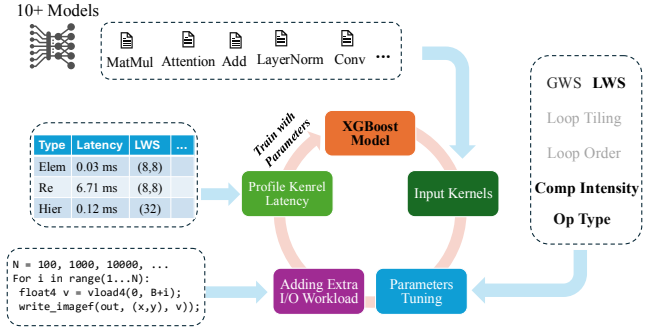 10+ Models
MatMul Attention Add LayerNorm Conv ...
GWS LWS
Loop Tiling
Loop Order
Comp Intensity
Op Type
Train with
Parameters
XGBoost
Model
Type Latency LWS ...
Elem 0.03 ms (8,8)
Re 6.71 ms (8,8)
Hier 0.12 ms (32)
Profile Kenrel
Latency
Input Kernels
N = 100, 1000, 10000, ...
For i in range(1...N):
float4 v = vload4(0, B+i);
write_imagef(out, (x,y), v));
Adding Extra
I/O Workload
Parameters
Tuning